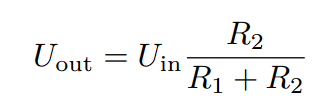 U_out = U_in R_2 / (R_1 + R_2)